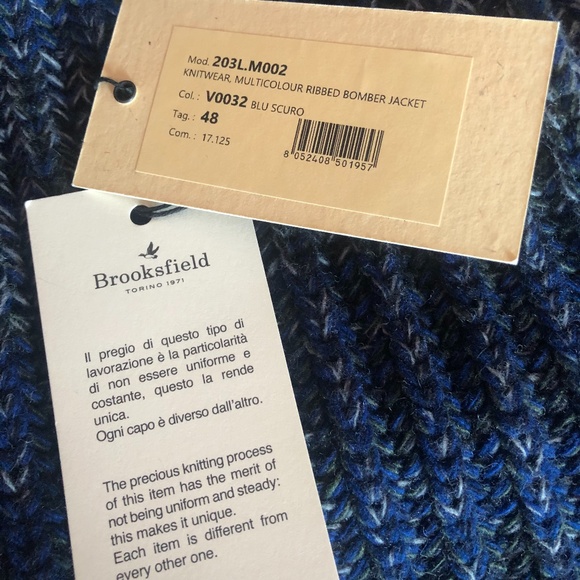 Mod. 203L.M002
KNITWEAR, MULTICOLOUR RIBBED BOMBER JACKET
Col.: V0032 BLU SCURO
Tag.: 48
Com.: 17.125
8 052408 501957
Brooksfield
TORINO 1971
Il pregio di questo tipo di
lavorazione è la particolarità
di non essere uniforme e
costante, questo la rende
unica.
Ogni capo è diverso dall'altro.
The precious knitting process
of this item has the merit of
not being uniform and steady:
this makes it unique.
Each item is different from
every other one.